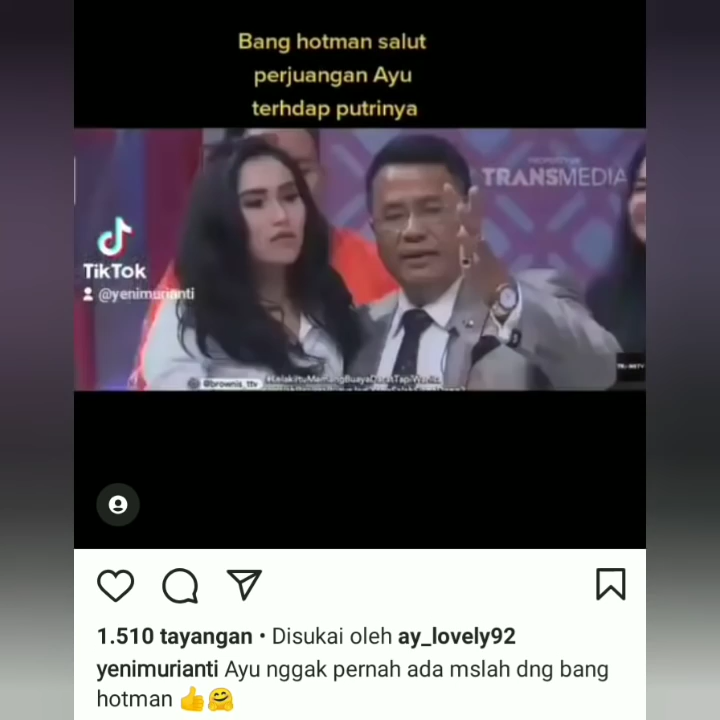 Bang hotman salut
perjuangan Ayu
terhdap putrinya
TRANSMEDIA
TikTok
@yenimurianti
@brownis_ttv
1.510 tayangan • Disukai oleh ay_lovely92
yenimurianti Ayu nggak pernah ada mslah dng bang
hotman 👍🤗